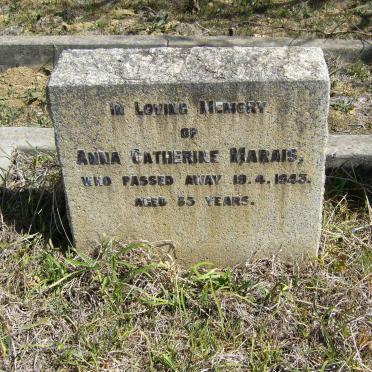 In Loving Memory
of
Anna Catherine Marais,
who passed away 19.4.1943.
aged 85 years.